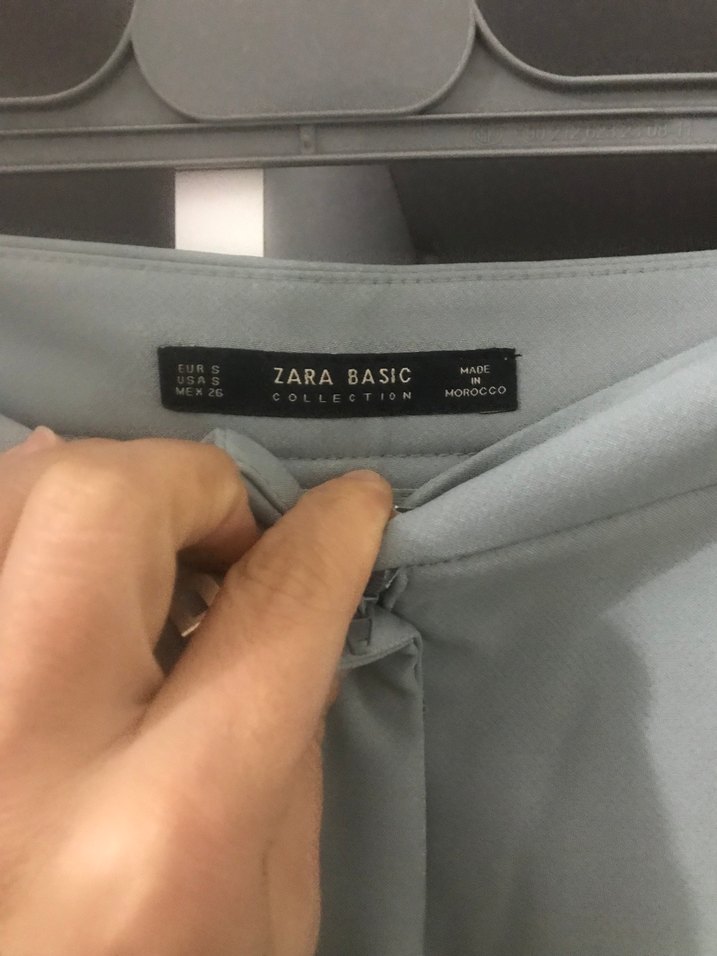 EUR S
USA S
MEX 26
ZARA BASIC
COLLECTION
MADE
IN
MOROCCO